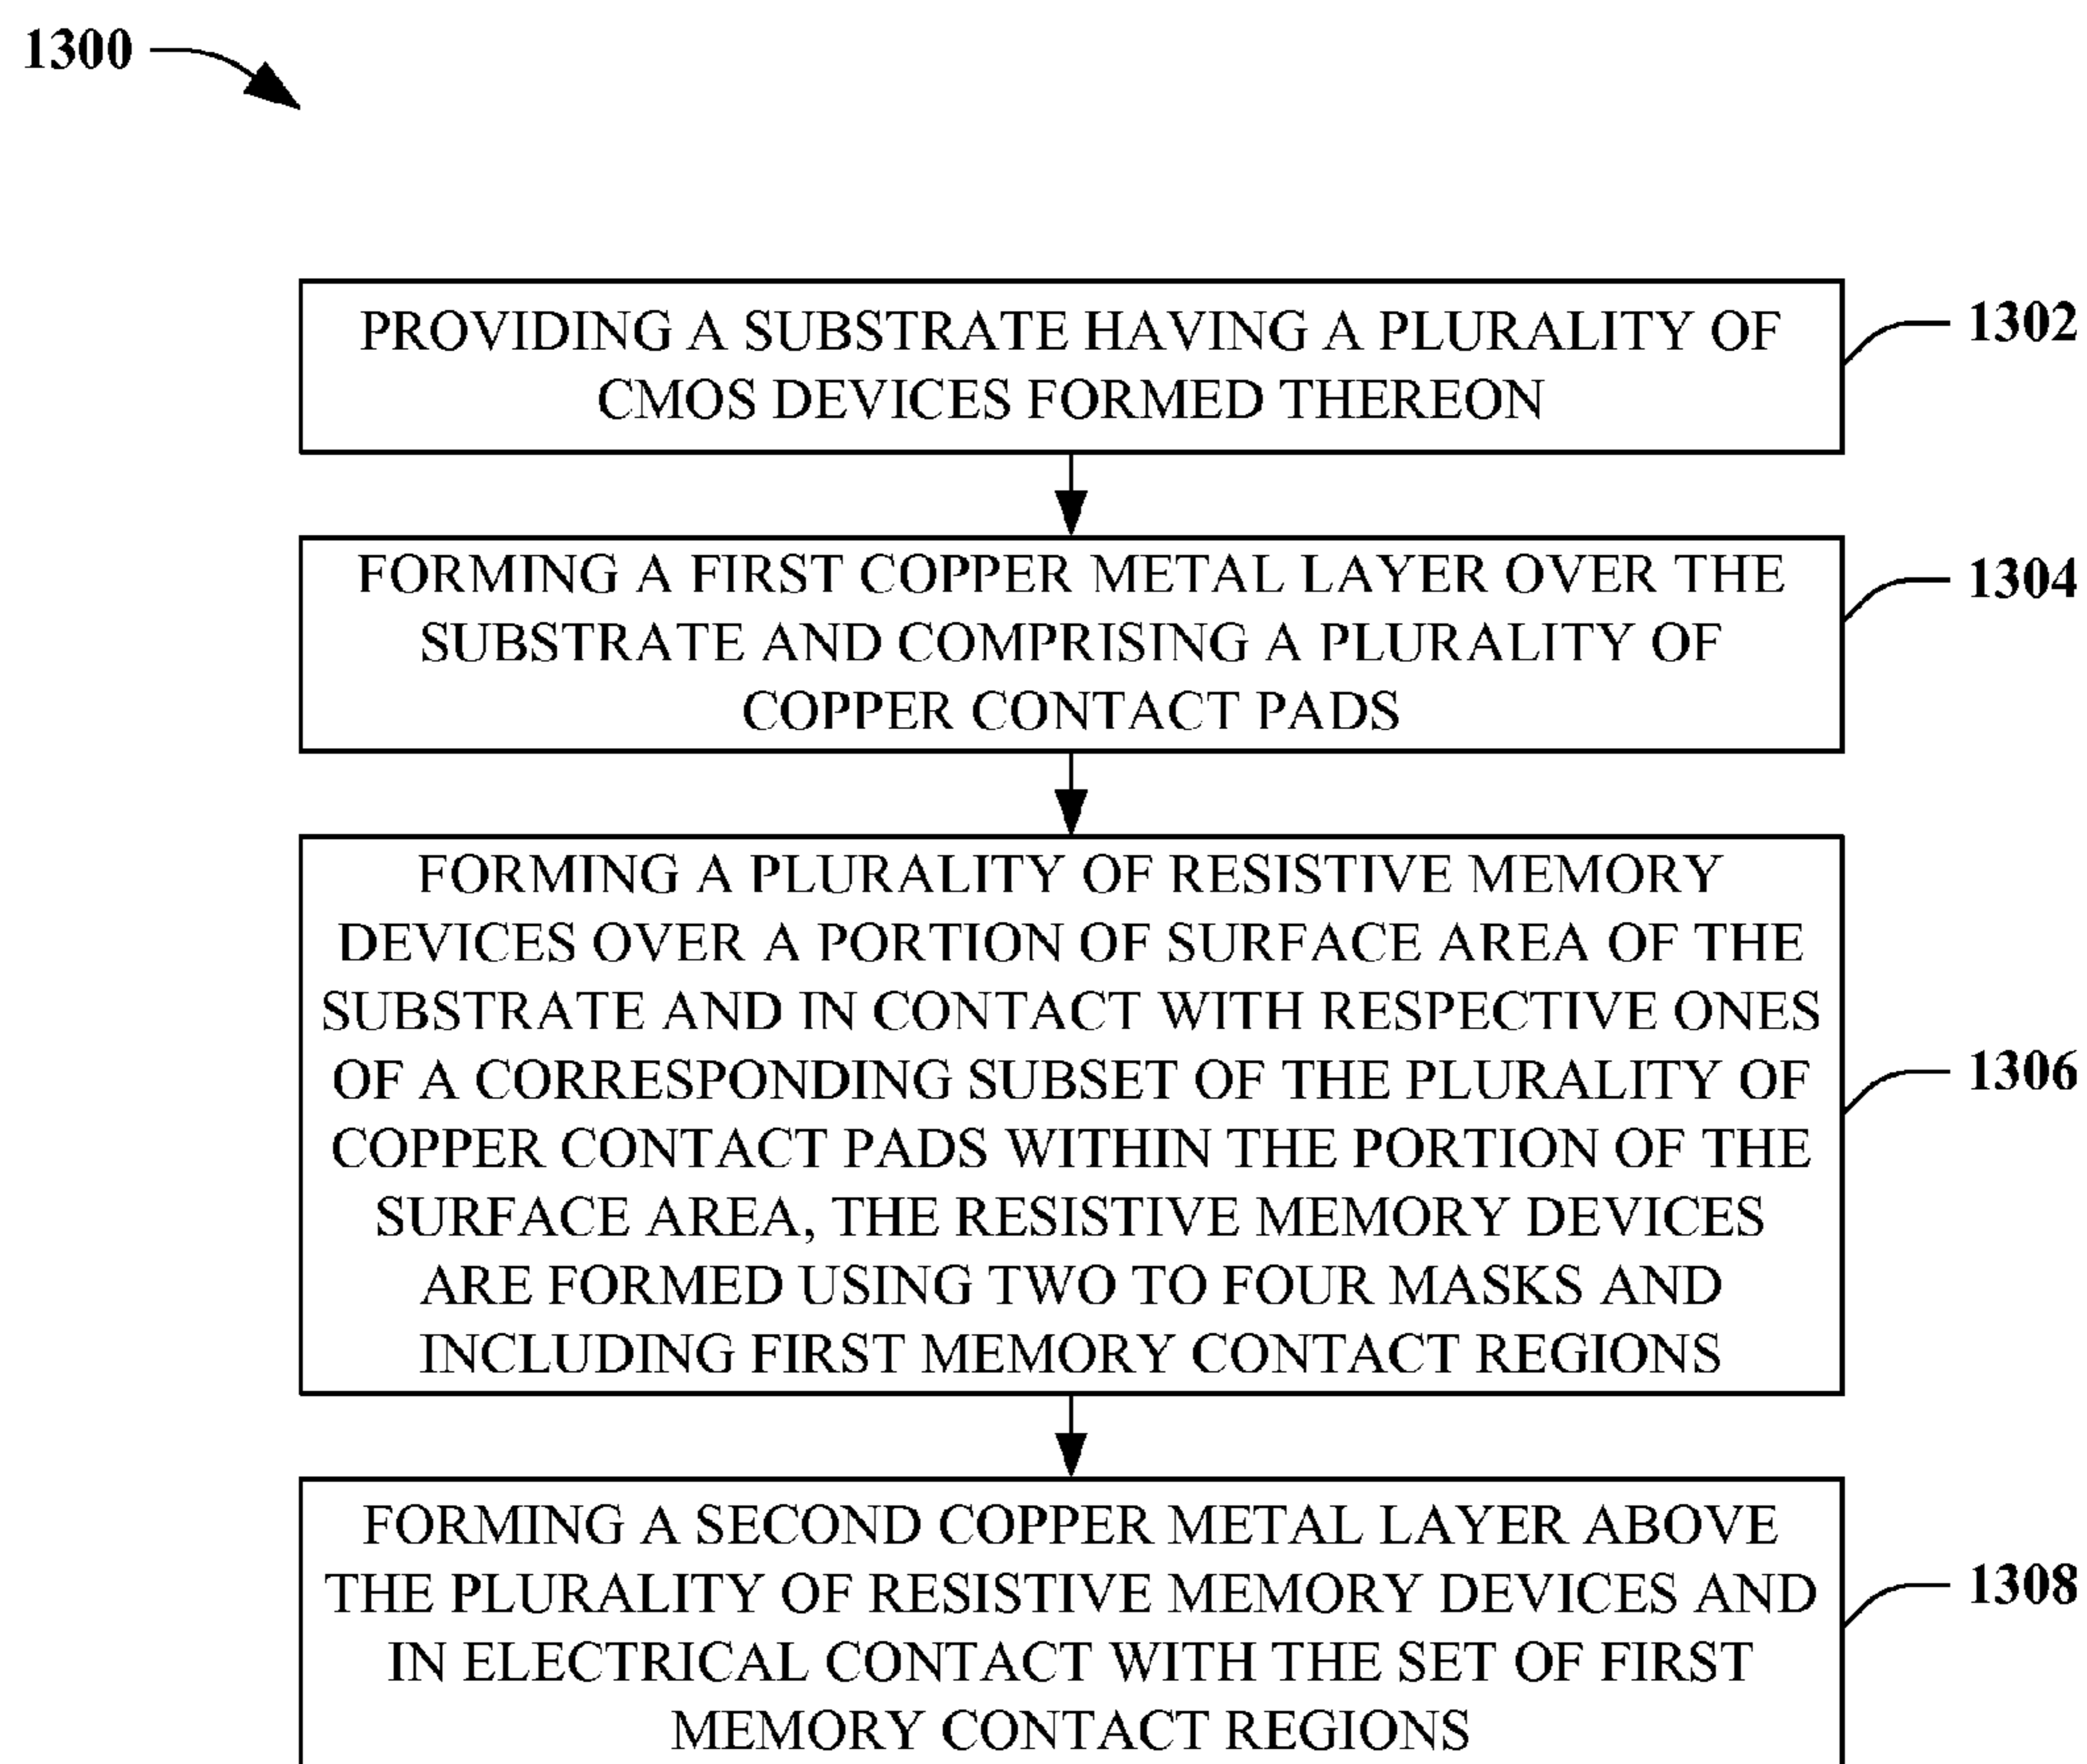 1300
PROVIDING A SUBSTRATE HAVING A PLURALITY OF
CMOS DEVICES FORMED THEREON
1302
FORMING A FIRST COPPER METAL LAYER OVER THE
SUBSTRATE AND COMPRISING A PLURALITY OF
COPPER CONTACT PADS
1304
FORMING A PLURALITY OF RESISTIVE MEMORY
DEVICES OVER A PORTION OF SURFACE AREA OF THE
SUBSTRATE AND IN CONTACT WITH RESPECTIVE ONES
OF A CORRESPONDING SUBSET OF THE PLURALITY OF
COPPER CONTACT PADS WITHIN THE PORTION OF THE
SURFACE AREA, THE RESISTIVE MEMORY DEVICES
ARE FORMED USING TWO TO FOUR MASKS AND
INCLUDING FIRST MEMORY CONTACT REGIONS
1306
FORMING A SECOND COPPER METAL LAYER ABOVE
THE PLURALITY OF RESISTIVE MEMORY DEVICES AND
IN ELECTRICAL CONTACT WITH THE SET OF FIRST
MEMORY CONTACT REGIONS
1308